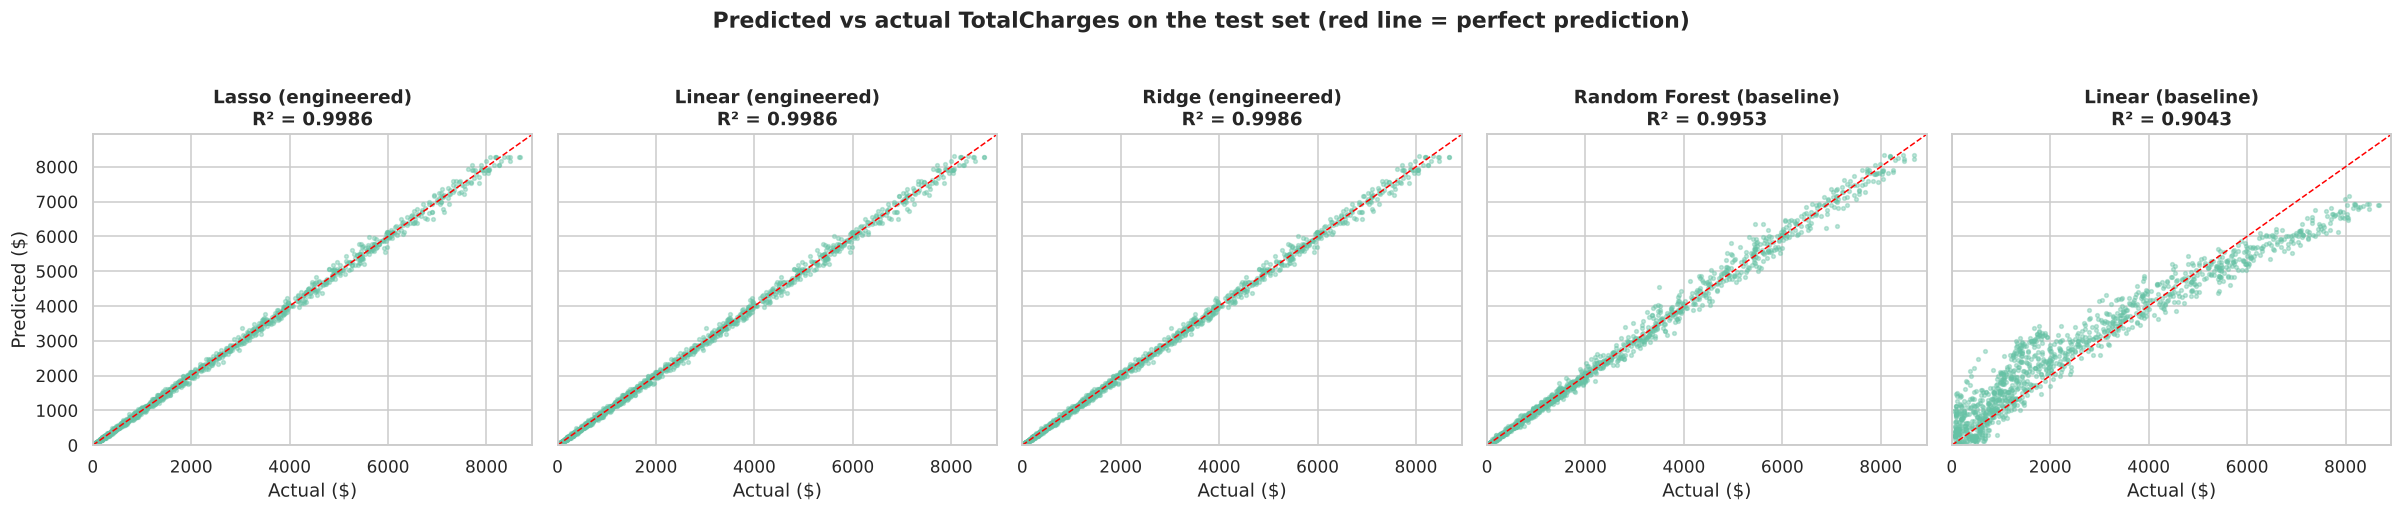 Predicted vs actual TotalCharges on the test set (red line = perfect prediction)
Lasso (engineered)
R² = 0.9986
Linear (engineered)
R² = 0.9986
Ridge (engineered)
R² = 0.9986
Random Forest (baseline)
R² = 0.9953
Linear (baseline)
R² = 0.9043
Predicted ($)
8000
7000
6000
5000
4000
3000
2000
1000
0
0 2000 4000 6000 8000
Actual ($)
0 2000 4000 6000 8000
Actual ($)
0 2000 4000 6000 8000
Actual ($)
0 2000 4000 6000 8000
Actual ($)
0 2000 4000 6000 8000
Actual ($)